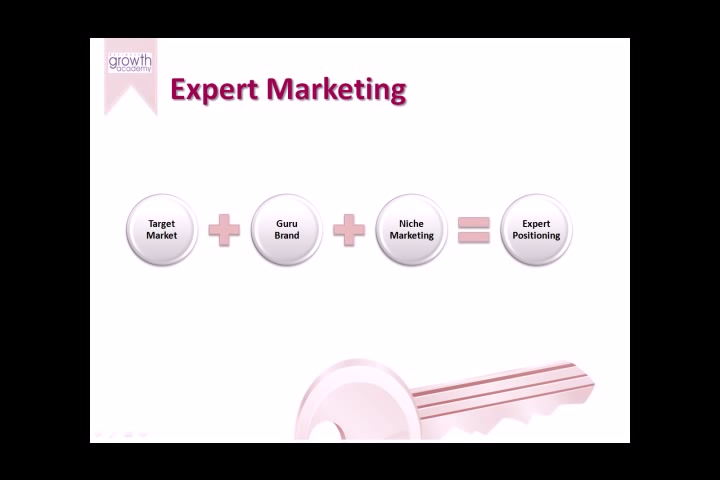 growth
academy
Expert Marketing
Target
Market
Guru
Brand
Niche
Marketing
Expert
Positioning